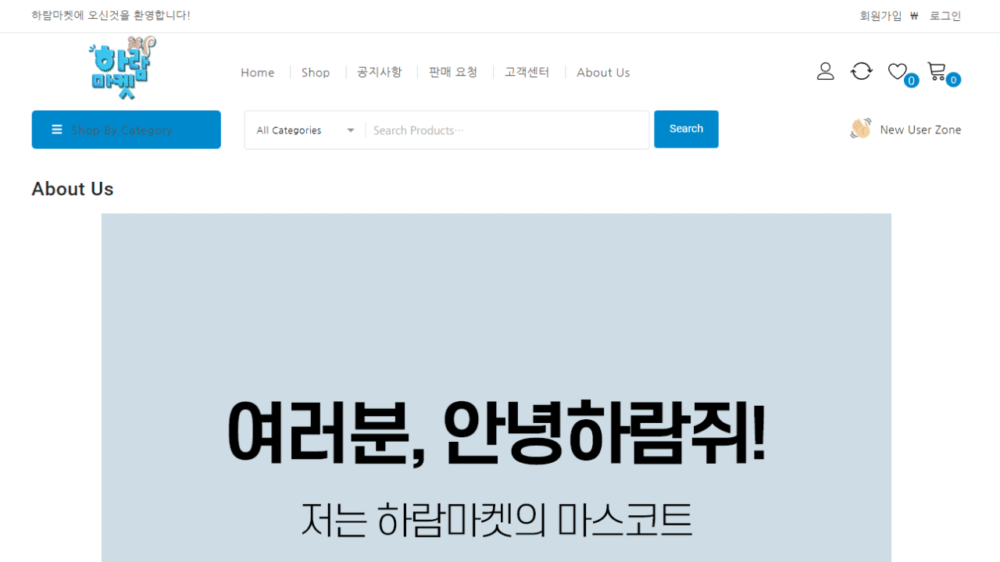 하람마켓에 오신것을 환영합니다!
회원가입 ₩ 로그인
하람
마켓
Home Shop 공지사항 판매 요청 고객센터 About Us
0 0
Shop By Category All Categories Search Products… Search New User Zone
About Us
여러분, 안녕하람쥐!
저는 하람마켓의 마스코트